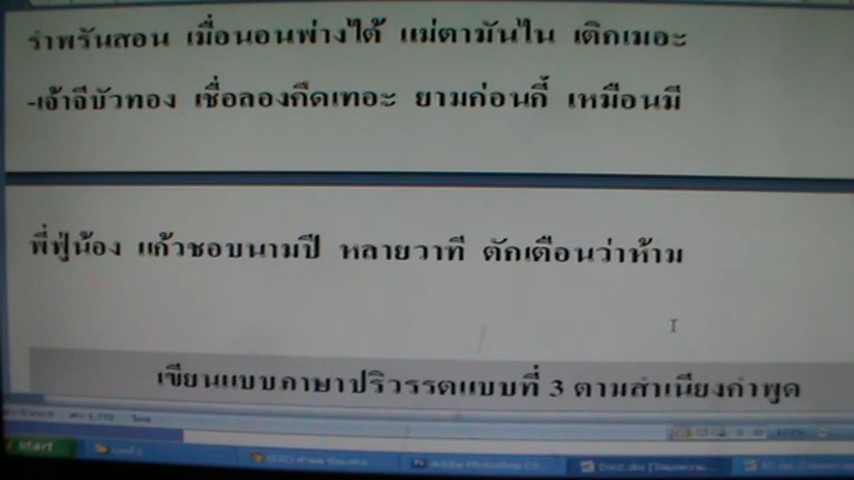 ร่ำพรันสอน เมื่อนอนพ่างใต้ แม่ตามันไน เติกเมอะ
-เจ้าจีบัวทอง เชื่อลองกึดเทอะ ยามค่อนกี้ เหมือนมี
พี่ฟู่น้อง แก้วชอบนามปี หลายวาที ตักเตือนว่าห้าม
เขียนแบบภาษาปริวรรตแบบที่ 3 ตามสำเนียงคำพูด
start